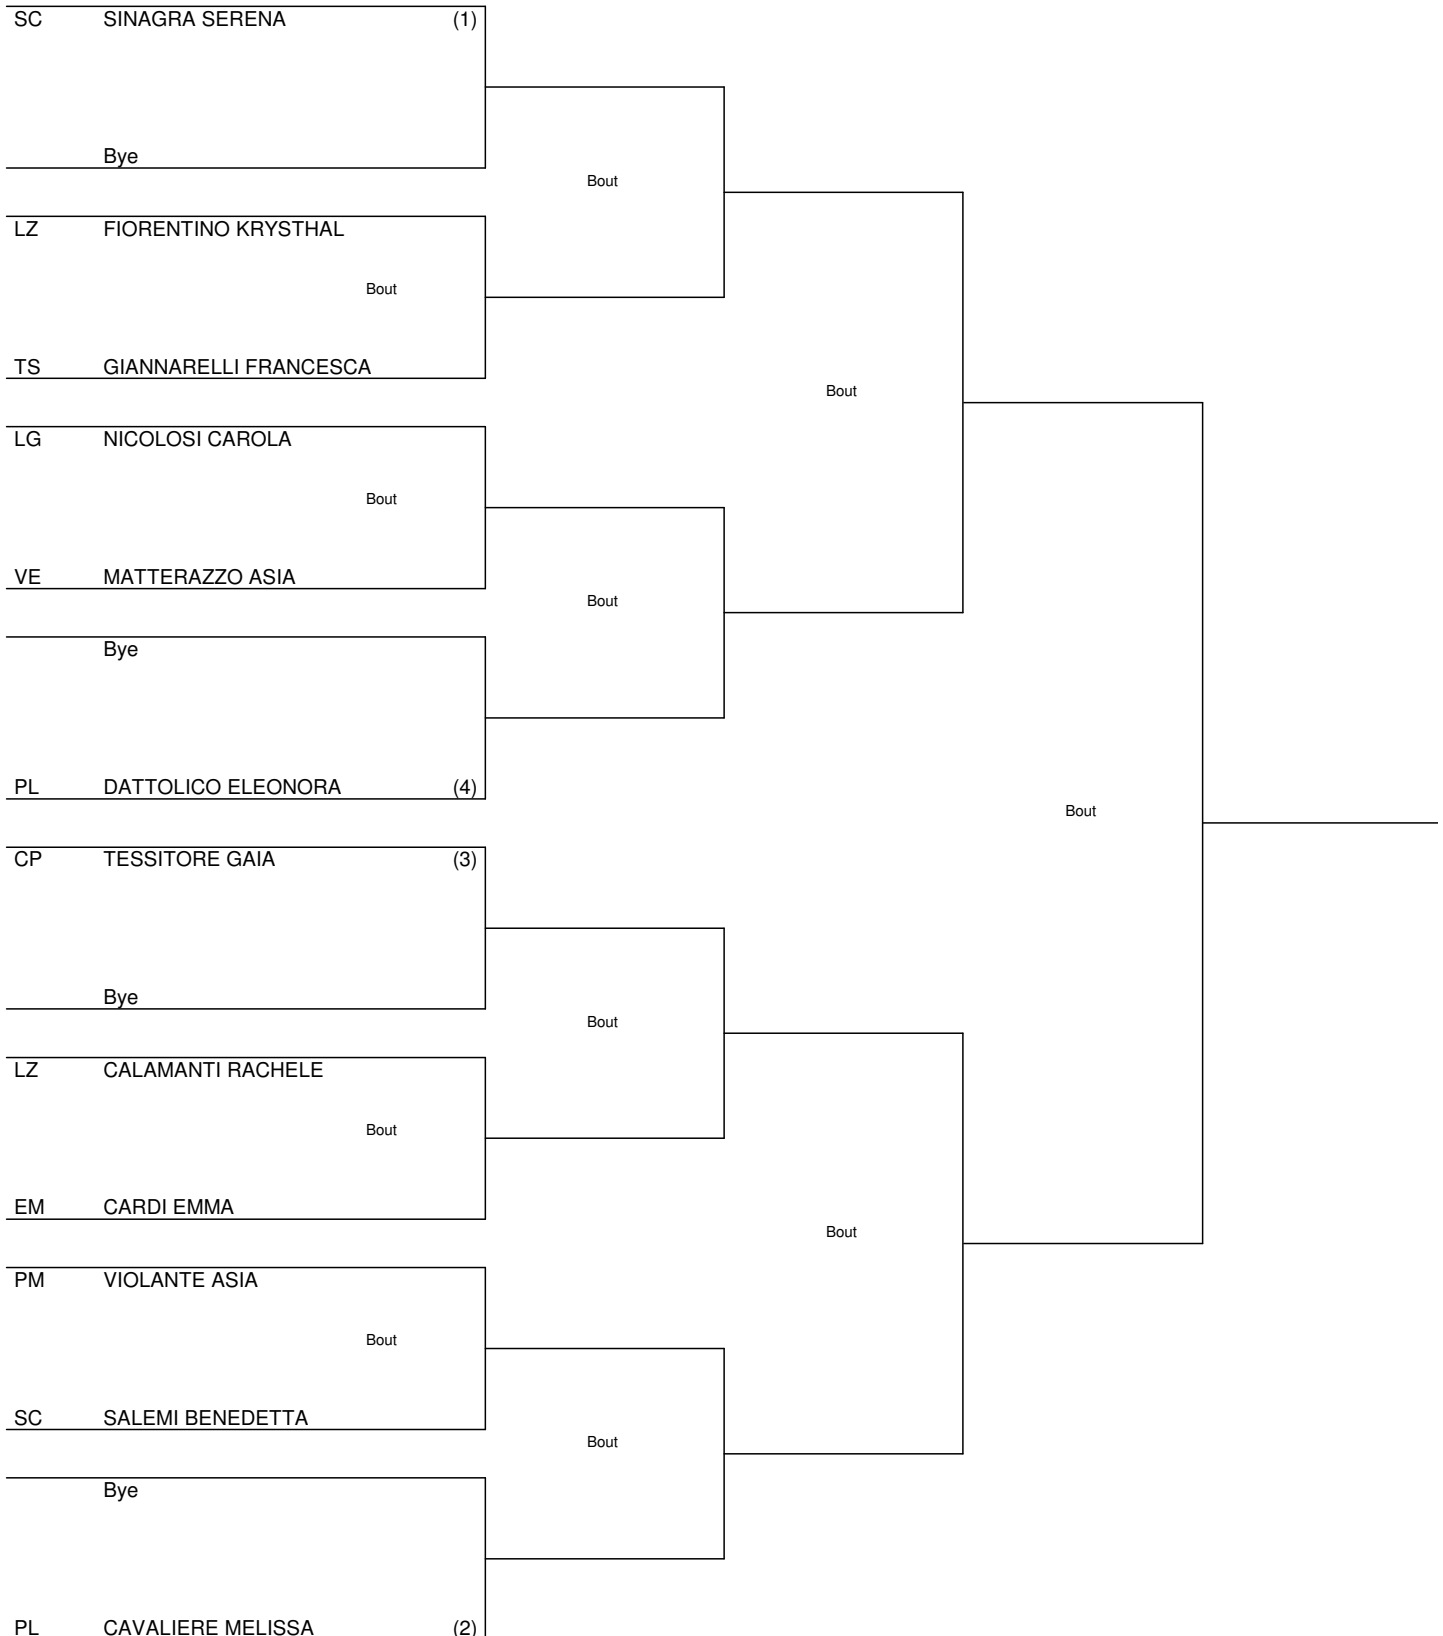 SC SINAGRA SERENA (1)
Bye
Bout
LZ FIORENTINO KRYSTHAL
Bout
TS GIANNARELLI FRANCESCA
Bout
LG NICOLOSI CAROLA
Bout
VE MATTERAZZO ASIA
Bout
Bye
PL DATTOLICO ELEONORA (4)
Bout
CP TESSITORE GAIA (3)
Bye
Bout
LZ CALAMANTI RACHELE
Bout
EM CARDI EMMA
Bout
PM VIOLANTE ASIA
Bout
SC SALEMI BENEDETTA
Bout
Bye
PL CAVALIERE MELISSA (2)